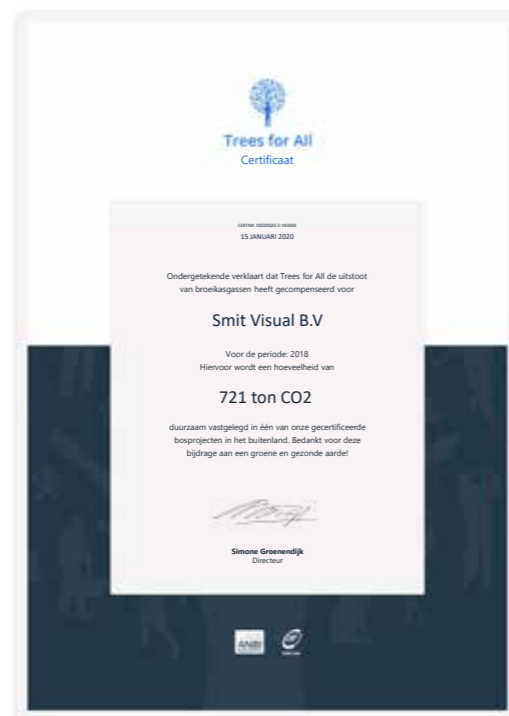 Trees for All
Certificaat
15 JANUARI 2020
Ondergetekende verklaart dat Trees for All de uitstoot
van broeikasgassen heeft gecompenseerd voor
Smit Visual B.V
Voor de periode: 2018
Hiervoor wordt een hoeveelheid van
721 ton CO2
duurzaam vastgelegd in één van onze gecertificeerde
bosprojecten in het buitenland. Bedankt voor deze
bijdrage aan een groene en gezonde aarde!
Simone Groenendijk
Directeur
ANBI